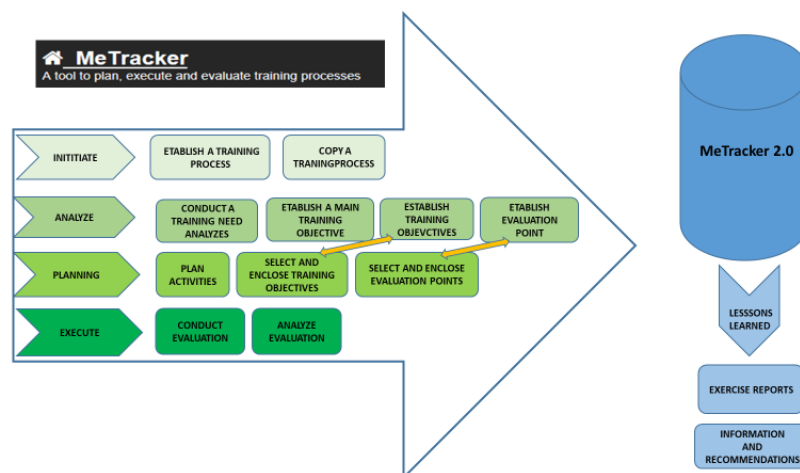 MeTracker
A tool to plan, execute and evaluate training processes
INITITIATE
ETABLISH A TRAINING
PROCESS
COPY A
TRANINGPROCESS
ANALYZE
CONDUCT A
TRAINING NEED
ANALYZES
ETABLISH A MAIN
TRAINING
OBJECTIVE
ESTABLISH
TRAINING
OBJEVCTIVES
ETABLISH
EVALUATION
POINT
PLANNING
PLAN
ACTIVITIES
SELECT AND
ENCLOSE TRAINING
OBJECTIVES
SELECT AND ENCLOSE
EVALUATION POINTS
EXECUTE
CONDUCT
EVALUATION
ANALYZE
EVALUATION
MeTracker 2.0
LESSSONS
LEARNED
EXERCISE REPORTS
INFORMATION
AND
RECOMMENDATIONS